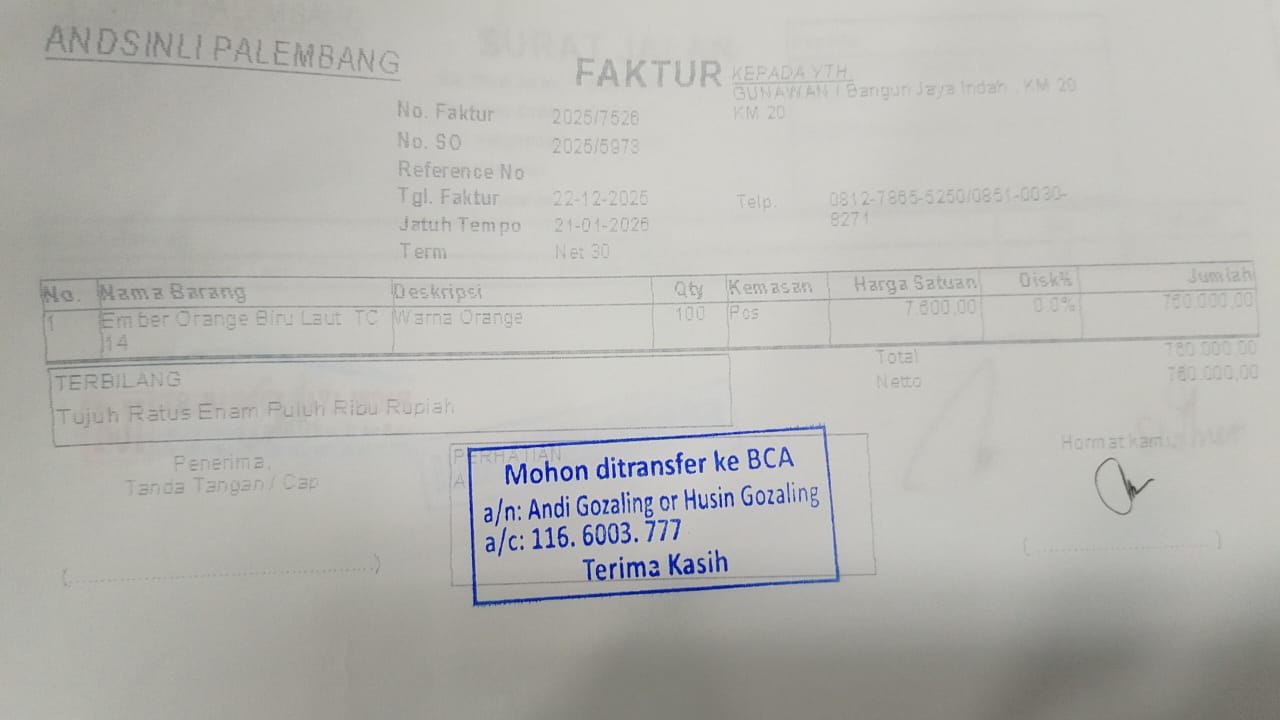 ANDSINLI PALEMBANG
FAKTUR
KEPADA YTH.
GUNAWAN / Bangun Jaya Indah . KM 20
KM 20
No. Faktur 2025/7526
No. SO 2025/5973
Reference No
Tgl. Faktur 22-12-2025
Jatuh Tempo 21-01-2026
Term Net 30
Telp. 0812-7865-5250/0851-0030-
8271
No. Nama Barang Deskripsi Qty Kemasan Harga Satuan Disk% Jumlah
1 Ember Orange Biru Laut TC Warna Orange 100 Pcs 7.600,00 0.0% 760.000,00
14
Total 760.000,00
Netto 760.000,00
TERBILANG
Tujuh Ratus Enam Puluh Ribu Rupiah
Penerima,
Tanda Tangan / Cap
PERHATIAN
Mohon ditransfer ke BCA
a/n: Andi Gozaling or Husin Gozaling
a/c: 116. 6003. 777
Terima Kasih
Hormat kami,
(..............................................)
(..............................)